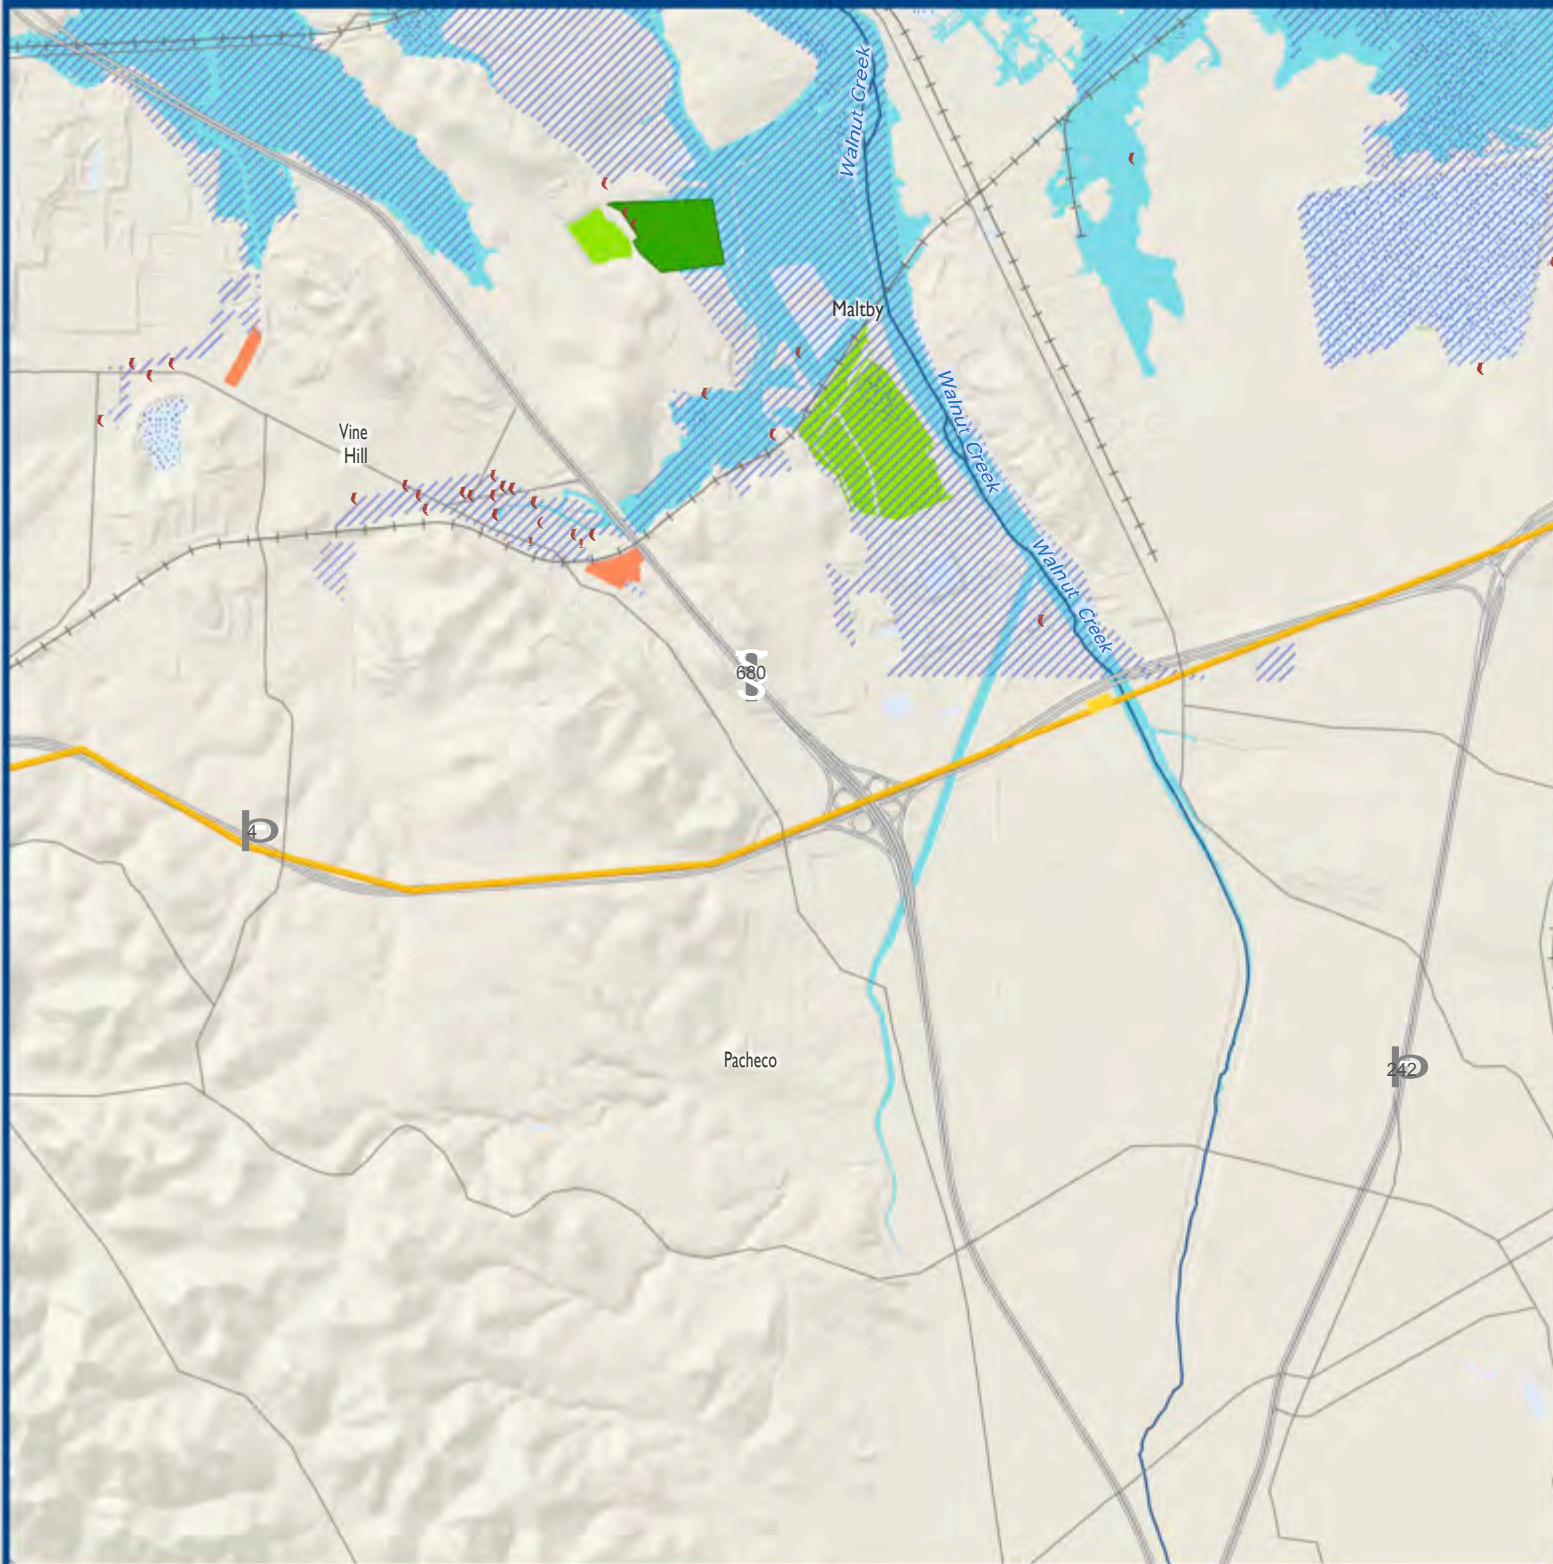 Walnut Creek
Maltby
Walnut Creek
Vine
Hill
Walnut Creek
§
680
þ
4
Pacheco
þ
242